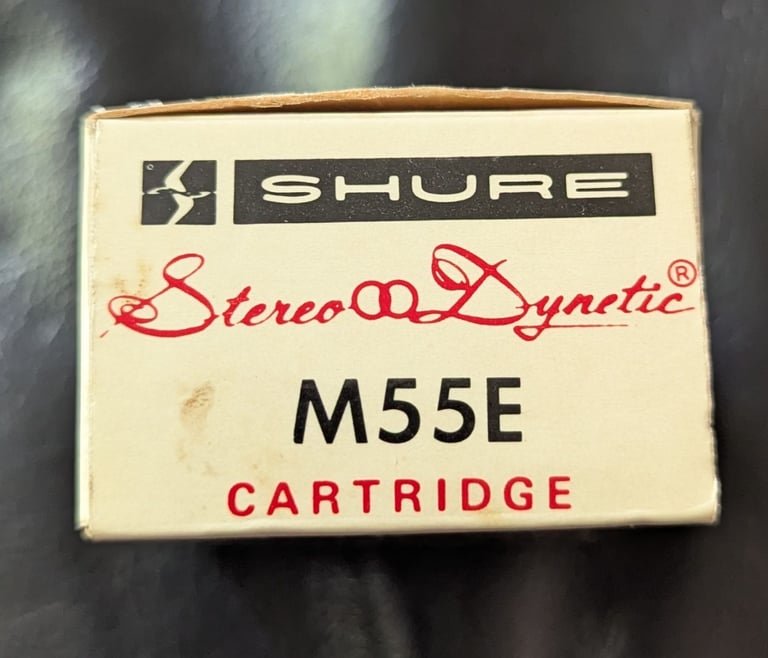 SHURE
Stereo Dynetic®
M55E
CARTRIDGE